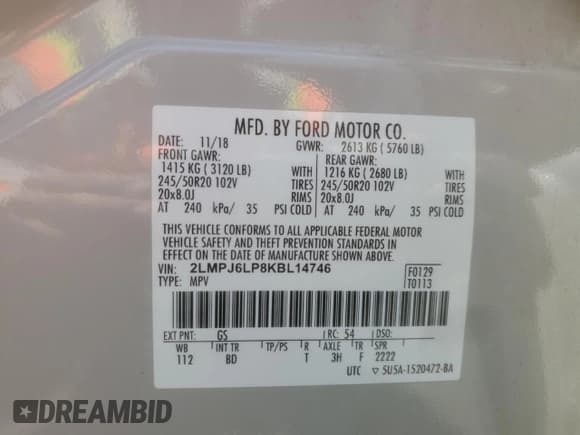 MFD. BY FORD MOTOR CO.
DATE: 11/18 GVWR: 2613 KG ( 5760 LB)
FRONT GAWR: REAR GAWR:
1415 KG ( 3120 LB) WITH 1216 KG ( 2680 LB) WITH
245/50R20 102V TIRES 245/50R20 102V TIRES
20x8.0J RIMS 20x8.0J RIMS
AT 240 kPa/ 35 PSI COLD AT 240 kPa/ 35 PSI COLD
THIS VEHICLE CONFORMS TO ALL APPLICABLE FEDERAL MOTOR
VEHICLE SAFETY AND THEFT PREVENTION STANDARDS IN
EFFECT ON THE DATE OF MANUFACTURE SHOWN ABOVE.
VIN: 2LMPJ6LP8KBL14746 F0129
TYPE: MPV T0113
EXT PNT: GS RC: 54 DSO:
WB INT TR TP/PS R AXLE TR SPR
112 BD T 3H F 2222
UTC ▽ 5U5A-1520472-BA
DREAMBID